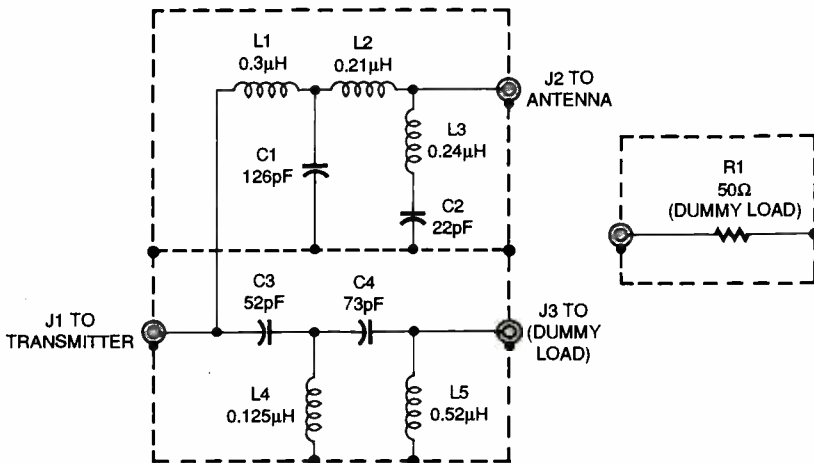 L1
0.3µH
L2
0.21µH
J2 TO
ANTENNA
L3
0.24µH
C1
126pF
C2
22pF
R1
50Ω
(DUMMY LOAD)
C3
52pF
C4
73pF
J1 TO
TRANSMITTER
J3 TO
(DUMMY
LOAD)
L4
0.125µH
L5
0.52µH